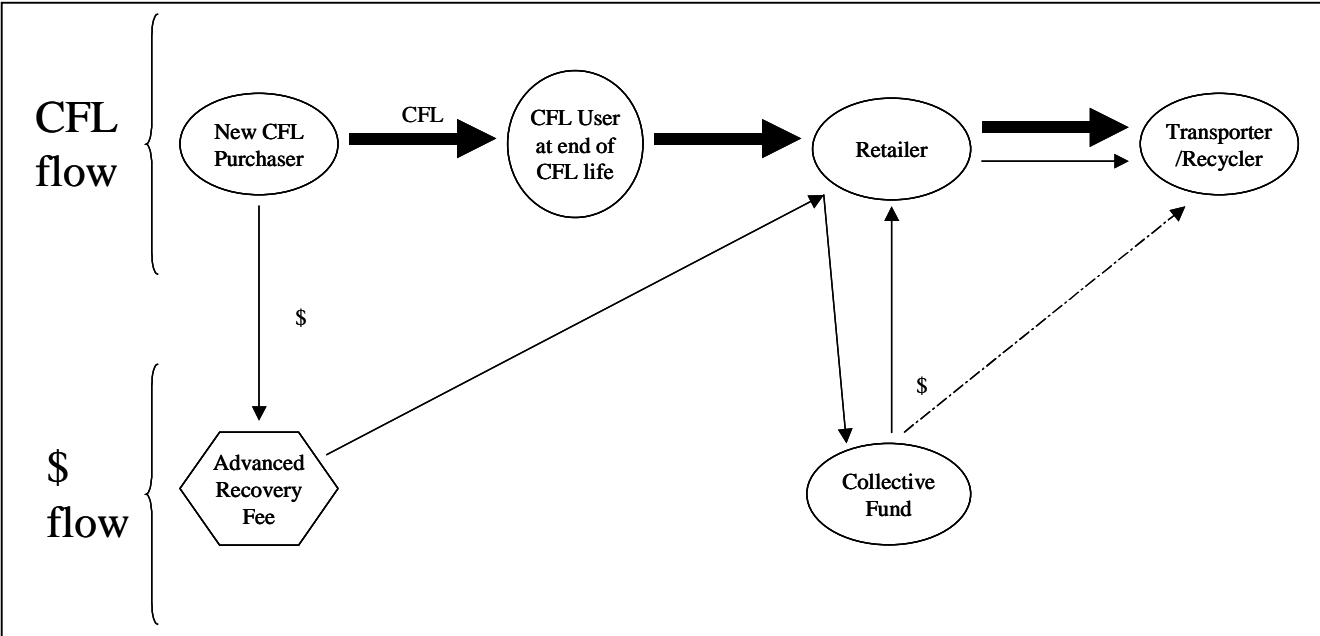 CFL
flow
New CFL
Purchaser
CFL
CFL User
at end of
CFL life
Retailer
Transporter
/Recycler
$
$
$
flow
Advanced
Recovery
Fee
Collective
Fund